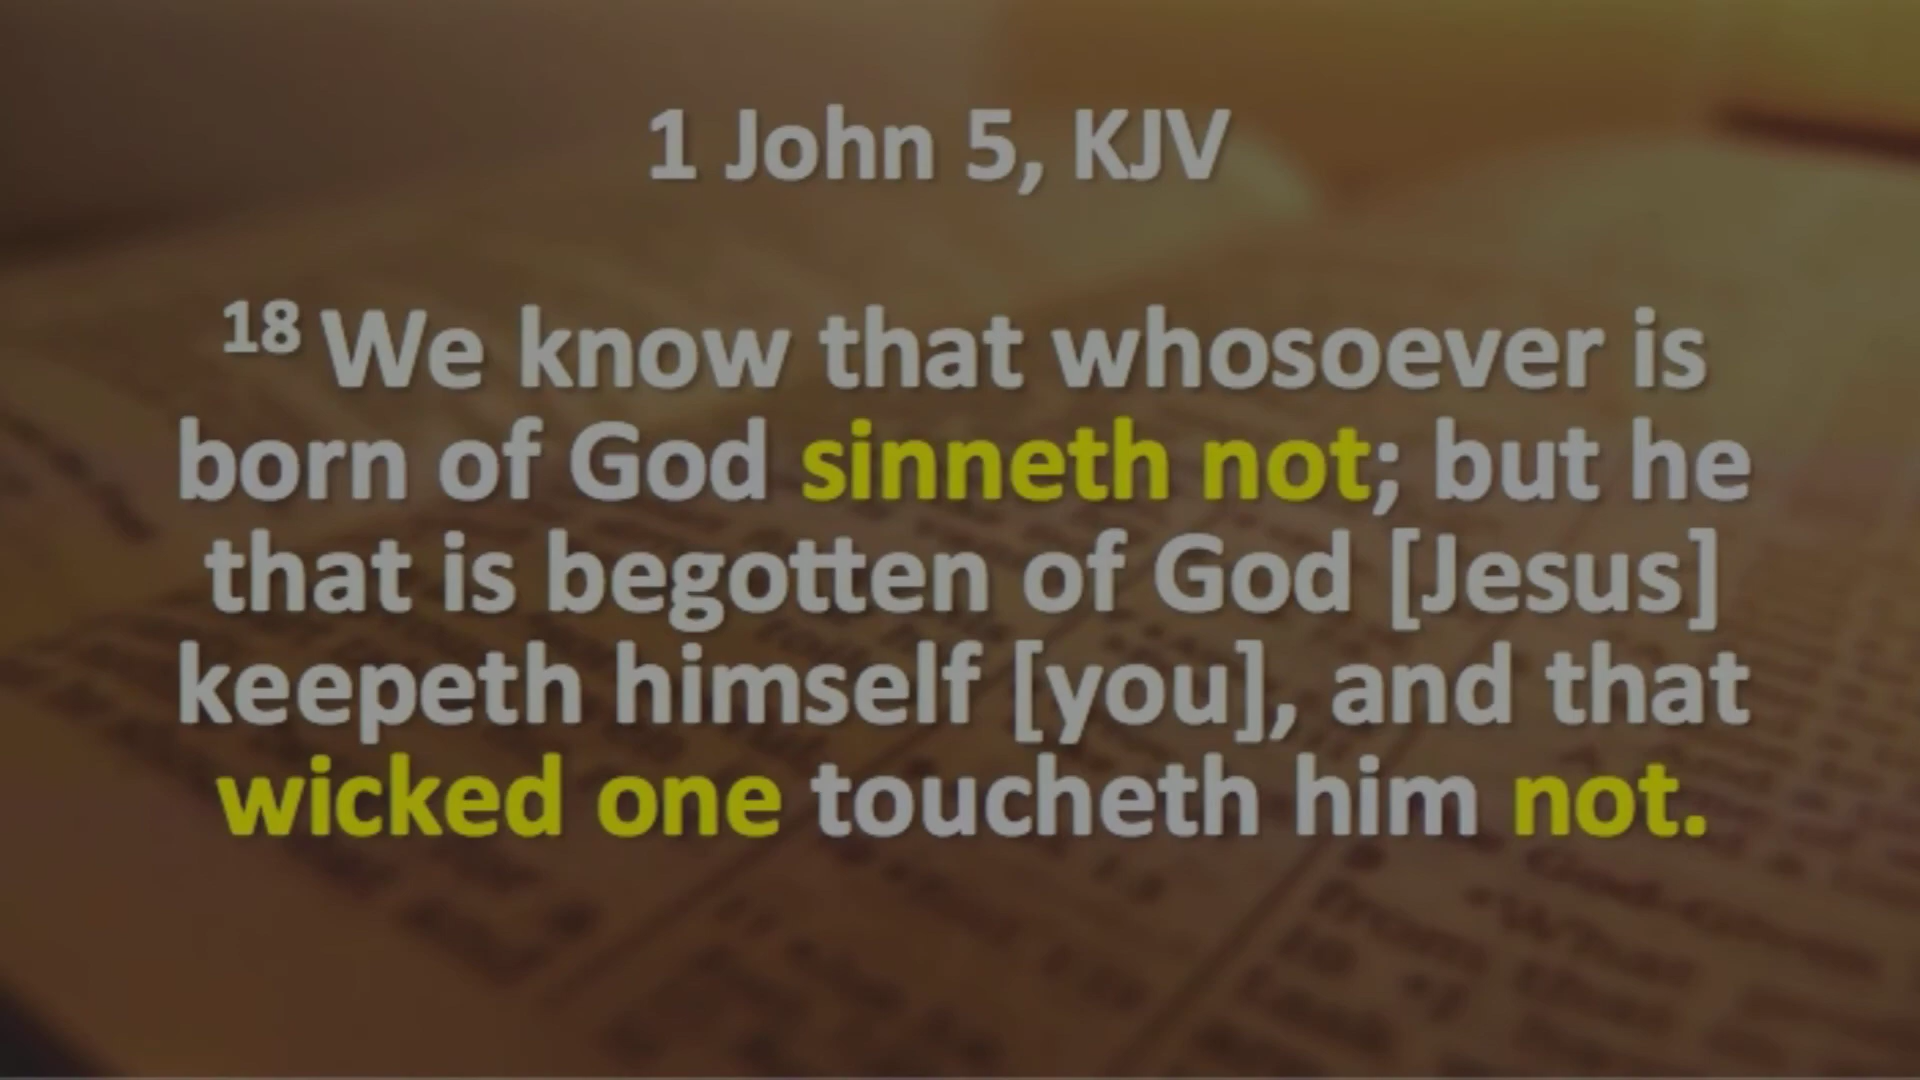 1 John 5, KJV
18 We know that whosoever is
born of God sinneth not; but he
that is begotten of God [Jesus]
keepeth himself [you], and that
wicked one toucheth him not.